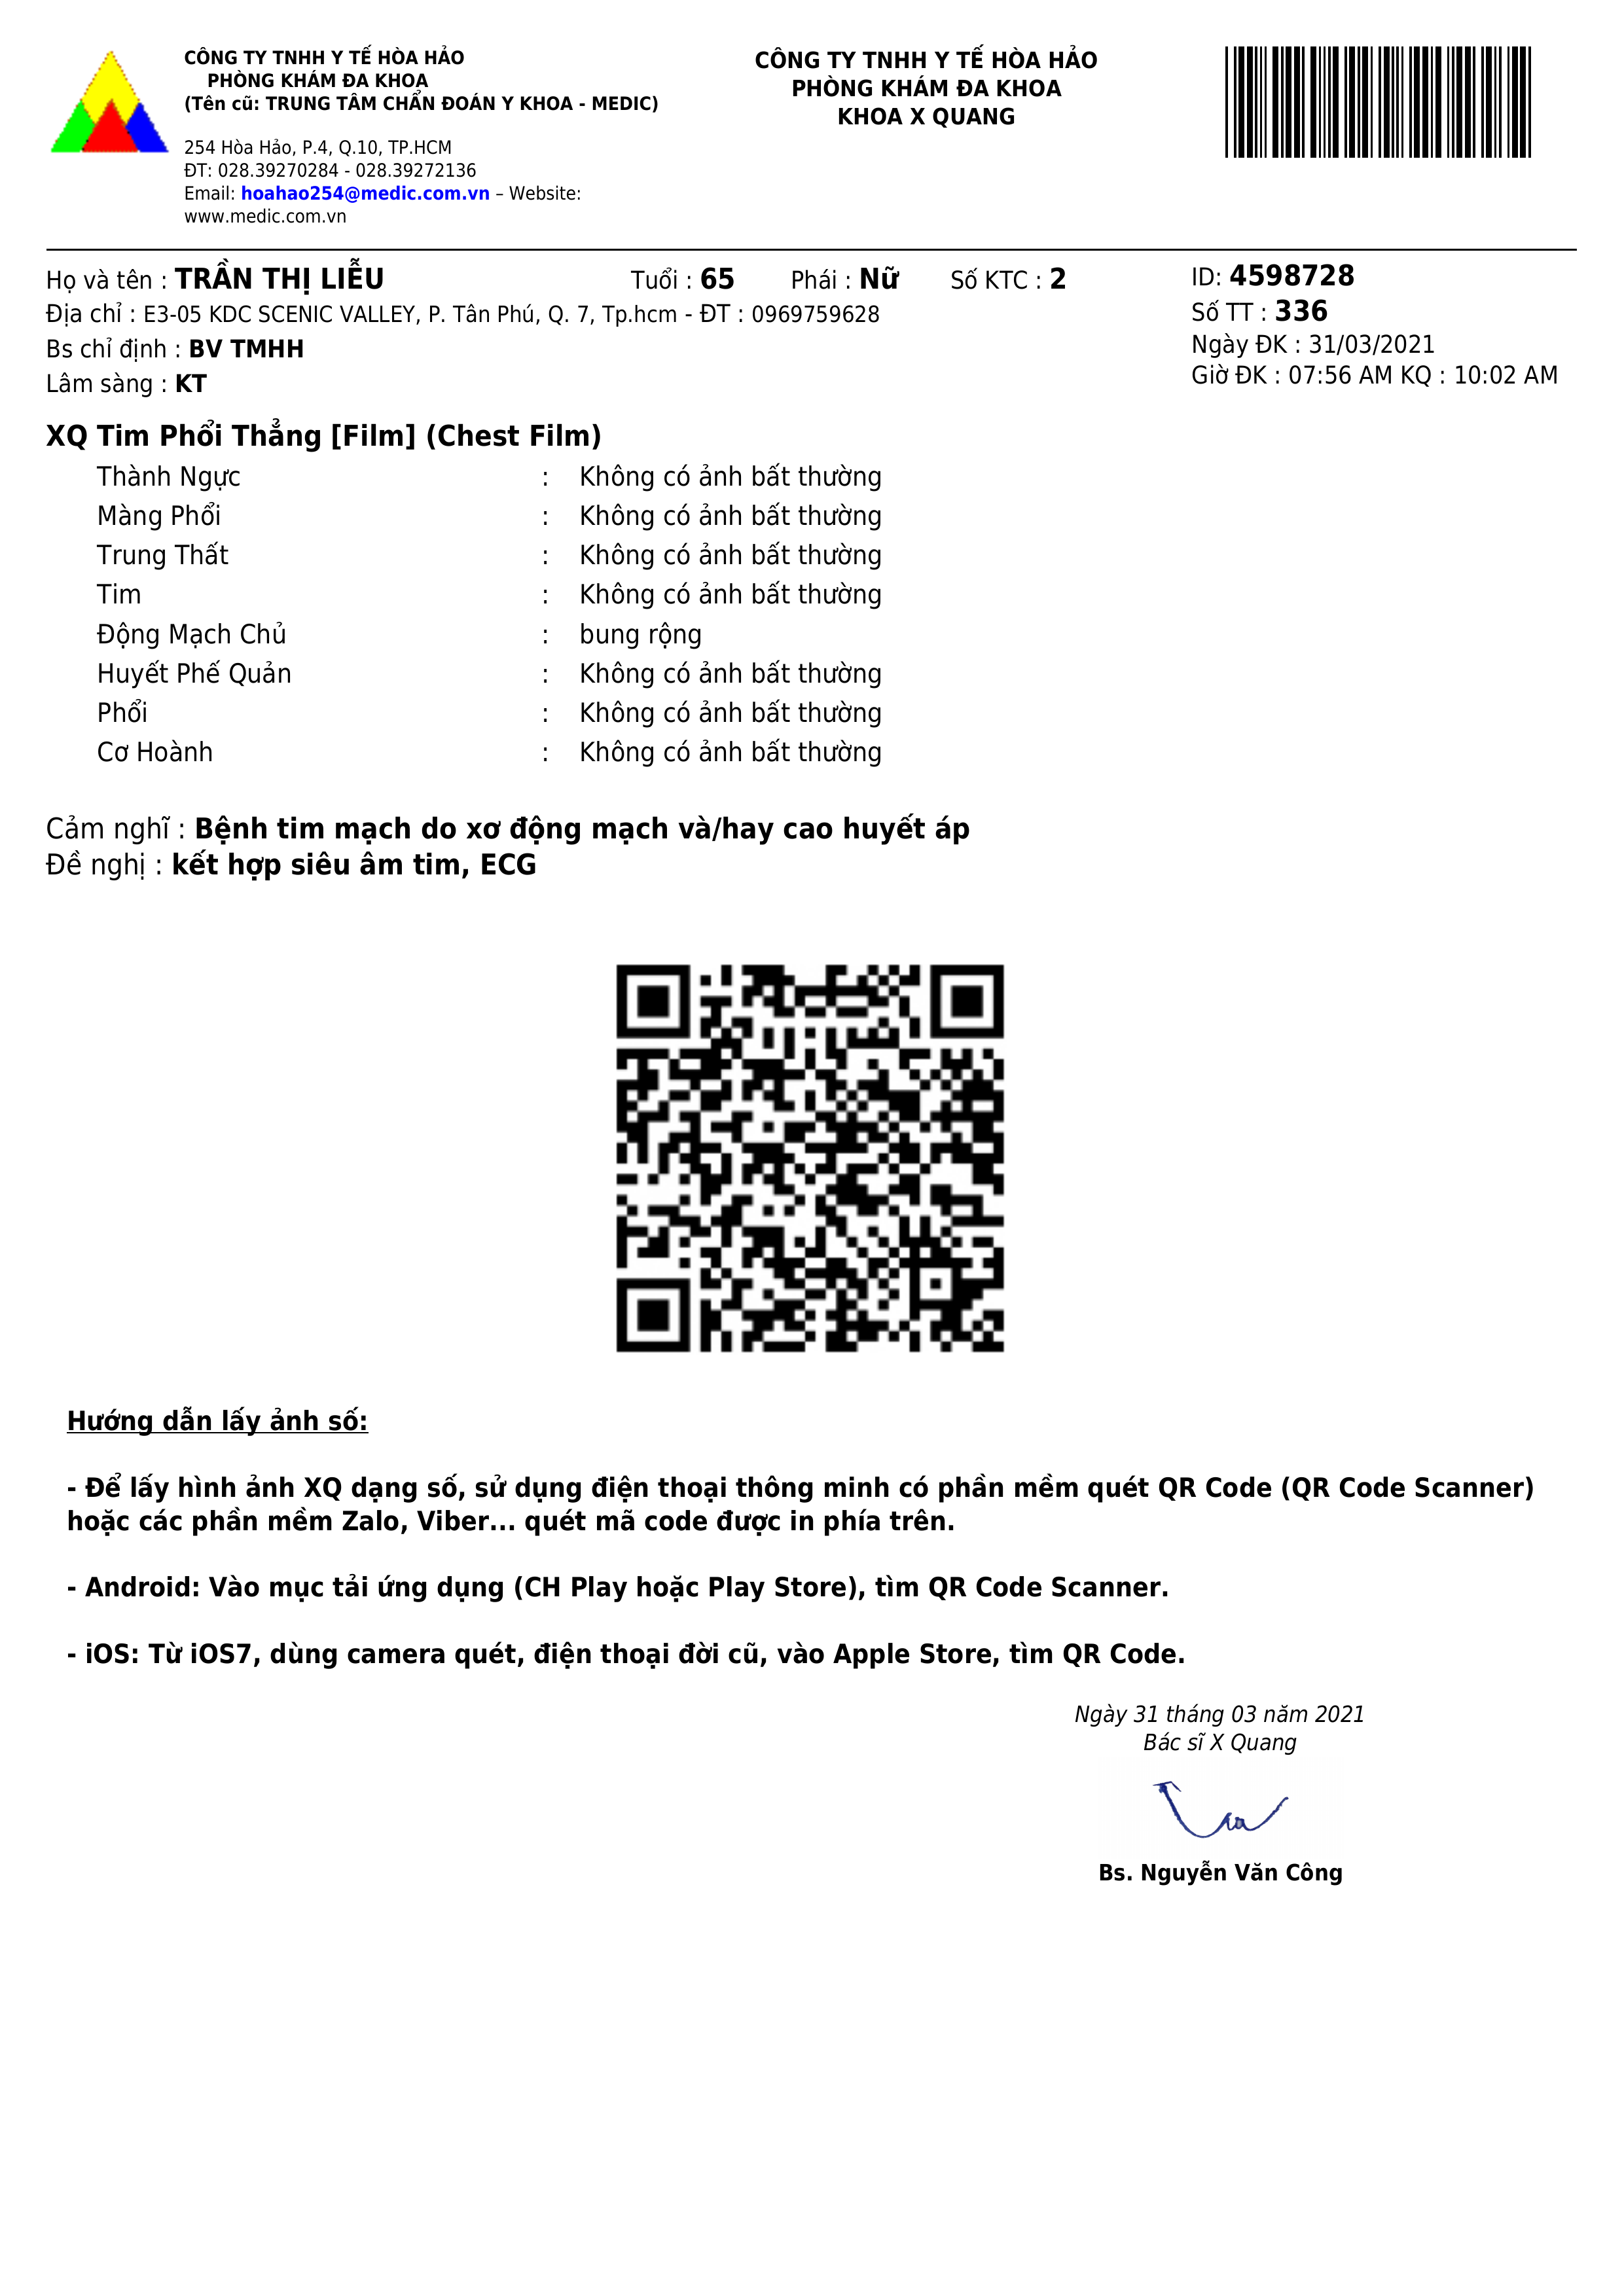 CÔNG TY TNHH Y TẾ HÒA HẢO
PHÒNG KHÁM ĐA KHOA
(Tên cũ: TRUNG TÂM CHẨN ĐOÁN Y KHOA - MEDIC)
254 Hòa Hảo, P.4, Q.10, TP.HCM
ĐT: 028.39270284 - 028.39272136
Email: hoahao254@medic.com.vn – Website:
www.medic.com.vn
CÔNG TY TNHH Y TẾ HÒA HẢO
PHÒNG KHÁM ĐA KHOA
KHOA X QUANG
Họ và tên : TRẦN THỊ LIỄU Tuổi : 65 Phái : Nữ Số KTC : 2
Địa chỉ : E3-05 KDC SCENIC VALLEY, P. Tân Phú, Q. 7, Tp.hcm - ĐT : 0969759628
Bs chỉ định : BV TMHH
Lâm sàng : KT
ID: 4598728
Số TT : 336
Ngày ĐK : 31/03/2021
Giờ ĐK : 07:56 AM KQ : 10:02 AM
XQ Tim Phổi Thẳng [Film] (Chest Film)
Thành Ngực : Không có ảnh bất thường
Màng Phổi : Không có ảnh bất thường
Trung Thất : Không có ảnh bất thường
Tim : Không có ảnh bất thường
Động Mạch Chủ : bung rộng
Huyết Phế Quản : Không có ảnh bất thường
Phổi : Không có ảnh bất thường
Cơ Hoành : Không có ảnh bất thường
Cảm nghĩ : Bệnh tim mạch do xơ động mạch và/hay cao huyết áp
Đề nghị : kết hợp siêu âm tim, ECG
Hướng dẫn lấy ảnh số:
- Để lấy hình ảnh XQ dạng số, sử dụng điện thoại thông minh có phần mềm quét QR Code (QR Code Scanner)
hoặc các phần mềm Zalo, Viber... quét mã code được in phía trên.
- Android: Vào mục tải ứng dụng (CH Play hoặc Play Store), tìm QR Code Scanner.
- iOS: Từ iOS7, dùng camera quét, điện thoại đời cũ, vào Apple Store, tìm QR Code.
Ngày 31 tháng 03 năm 2021
Bác sĩ X Quang
Bs. Nguyễn Văn Công